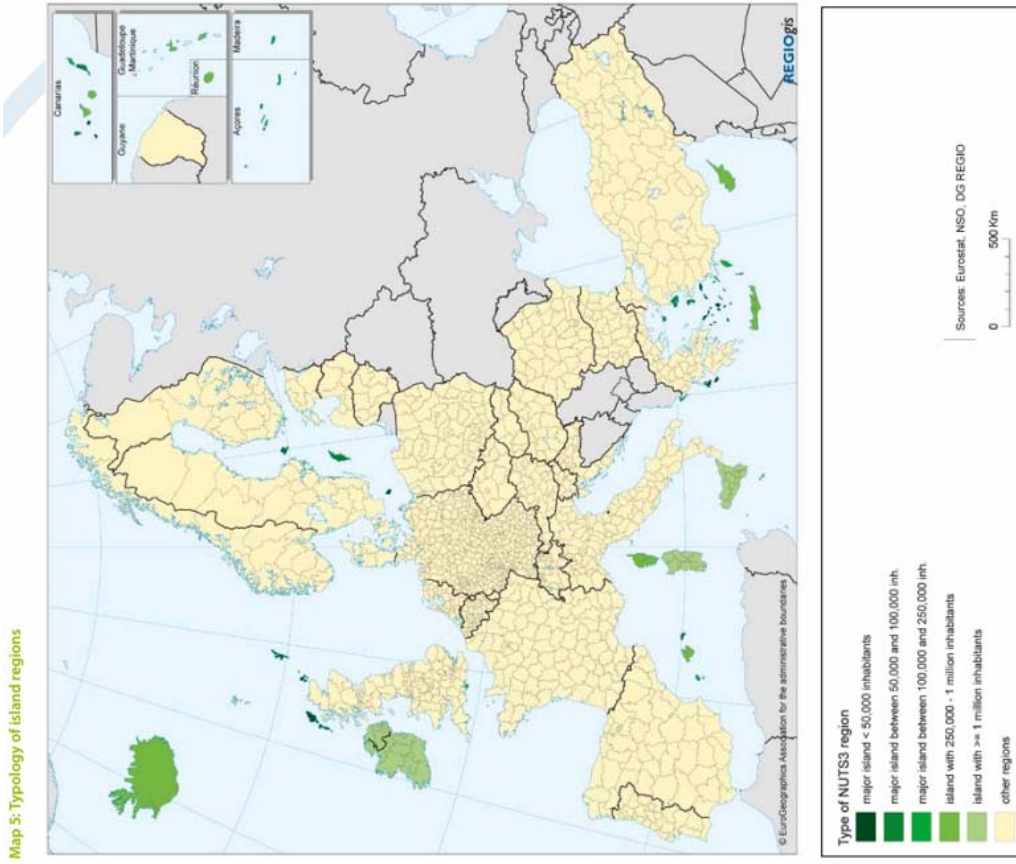 Map 5: Typology of island regions
Canarias
Guyane
Guadeloupe
Martinique
Réunion
Açores
Madeira
REGIOgis
© EuroGeographics Association for the administrative boundaries
Type of NUTS3 region
major island < 50,000 inhabitants
major island between 50,000 and 100,000 inh.
major island between 100,000 and 250,000 inh.
island with 250,000 - 1 million inhabitants
island with >= 1 million inhabitants
other regions
Sources: Eurostat, NSO, DG REGIO
0 500 Km